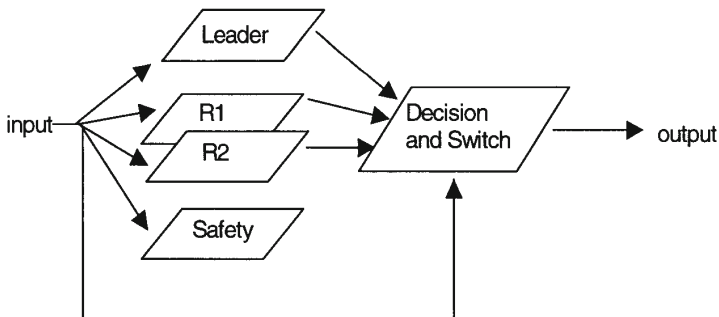 Leader
input
R1
R2
Decision
and Switch
output
Safety